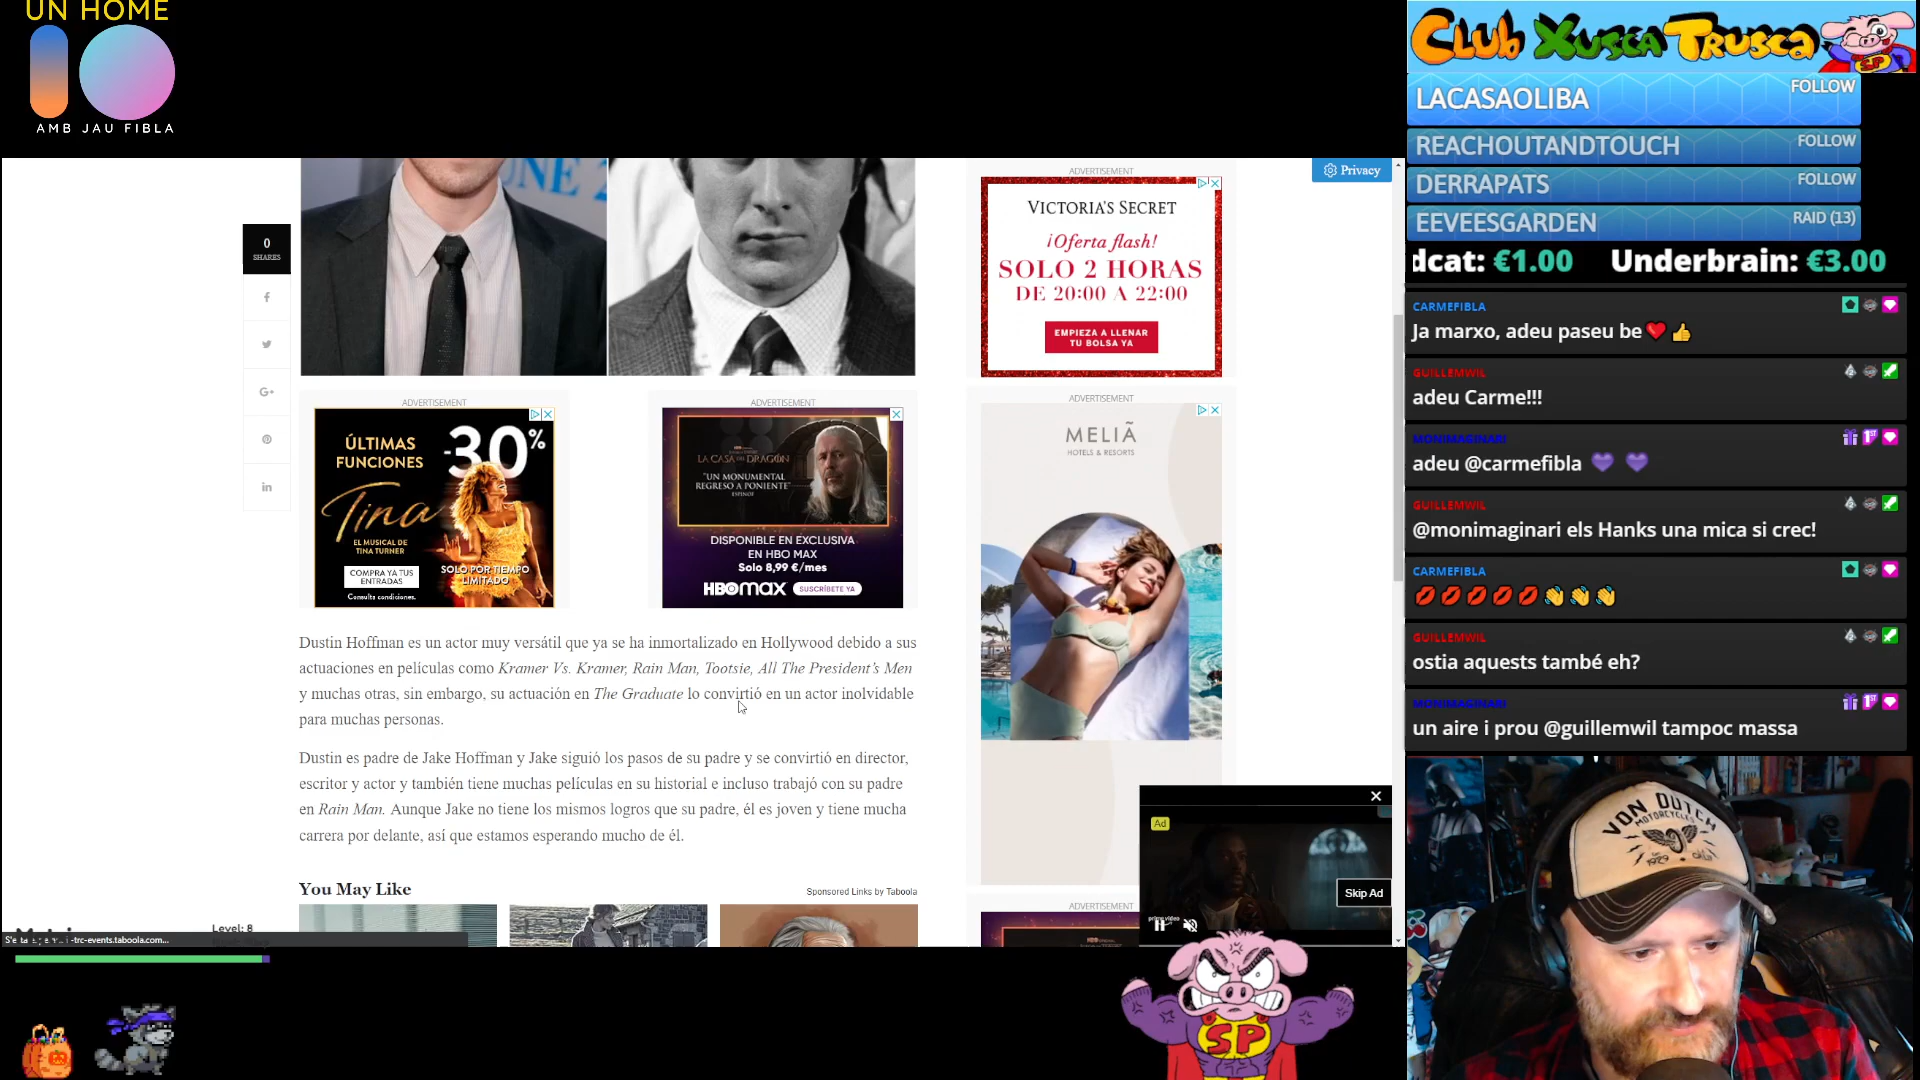 UN HOME
AMB JAU FIBLA
UNE 2
0
SHARES
Privacy
ADVERTISEMENT
VICTORIA'S SECRET
¡Oferta flash!
SOLO 2 HORAS
DE 20:00 A 22:00
EMPIEZA A LLENAR
TU BOLSA YA
ADVERTISEMENT
ÚLTIMAS
FUNCIONES
-30%
Tina
EL MUSICAL DE
TINA TURNER
COMPRA YA TUS
ENTRADAS
SOLO POR TIEMPO
LIMITADO
Consulta condiciones.
ADVERTISEMENT
LA CASA DEL DRAGÓN
"UN MONUMENTAL
REGRESO A PONIENTE"
ESPINOF
DISPONIBLE EN EXCLUSIVA
EN HBO MAX
Solo 8,99 €/mes
HBOMAX
SUSCRÍBETE YA
ADVERTISEMENT
MELIÃ
HOTELS & RESORTS
Dustin Hoffman es un actor muy versátil que ya se ha inmortalizado en Hollywood debido a sus
actuaciones en películas como Kramer Vs. Kramer, Rain Man, Tootsie, All The President's Men
y muchas otras, sin embargo, su actuación en The Graduate lo convirtió en un actor inolvidable
para muchas personas.
Dustin es padre de Jake Hoffman y Jake siguió los pasos de su padre y se convirtió en director,
escritor y actor y también tiene muchas películas en su historial e incluso trabajó con su padre
en Rain Man. Aunque Jake no tiene los mismos logros que su padre, él es joven y tiene mucha
carrera por delante, así que estamos esperando mucho de él.
You May Like
Sponsored Links by Taboola
ADVERTISEMENT
Ad
Skip Ad
prime video
Level: 8
-trc-events.taboola.com...
SP
Club Xusca Trusca
SP
LACASAOLIBA FOLLOW
REACHOUTANDTOUCH FOLLOW
DERRAPATS FOLLOW
EEVEESGARDEN RAID (13)
dcat: €1.00 Underbrain: €3.00
CARMEFIBLA
Ja marxo, adeu paseu be❤️👍
GUILLEMWIL
adeu Carme!!!
MONIMAGINARI
adeu @carmefibla 💜 💜
GUILLEMWIL
@monimaginari els Hanks una mica si crec!
CARMEFIBLA
💋💋💋💋💋👋👋👋
GUILLEMWIL
ostia aquests també eh?
MONIMAGINARI
un aire i prou @guillemwil tampoc massa
VON DUTCH
MOTORCYCLES
1929